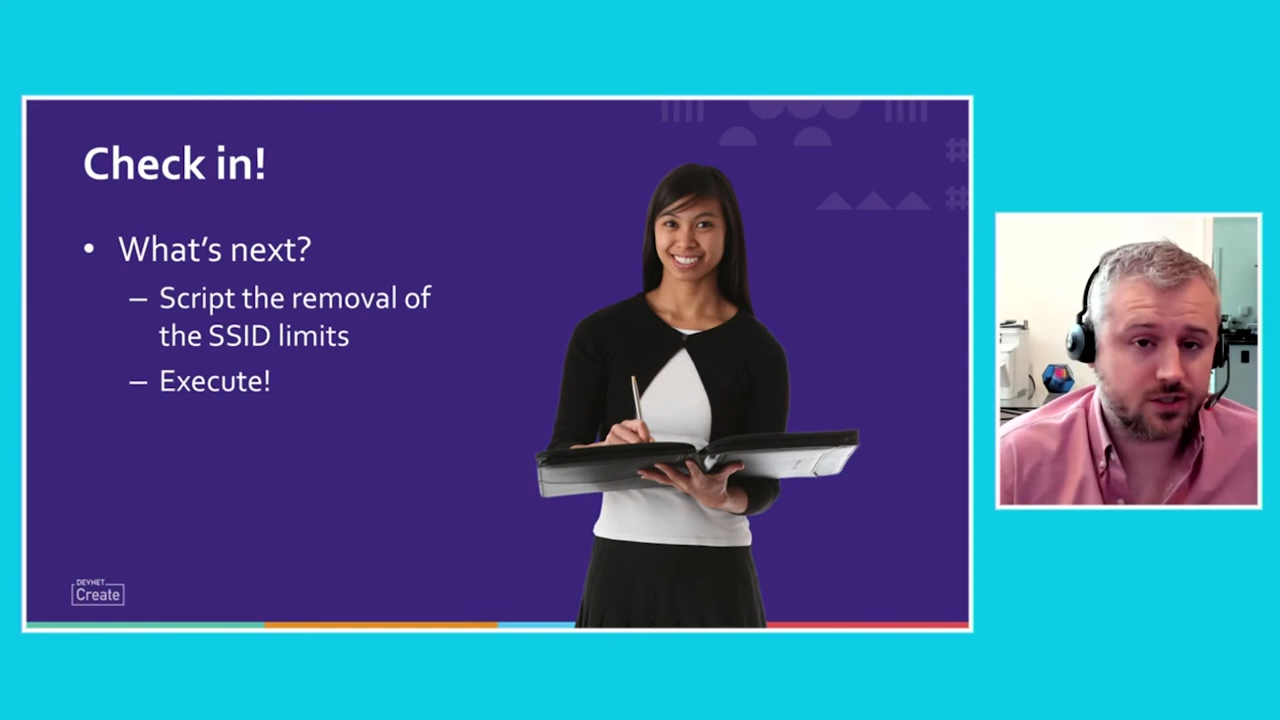 Check in!
• What's next?
– Script the removal of
the SSID limits
– Execute!
DEVNET
Create